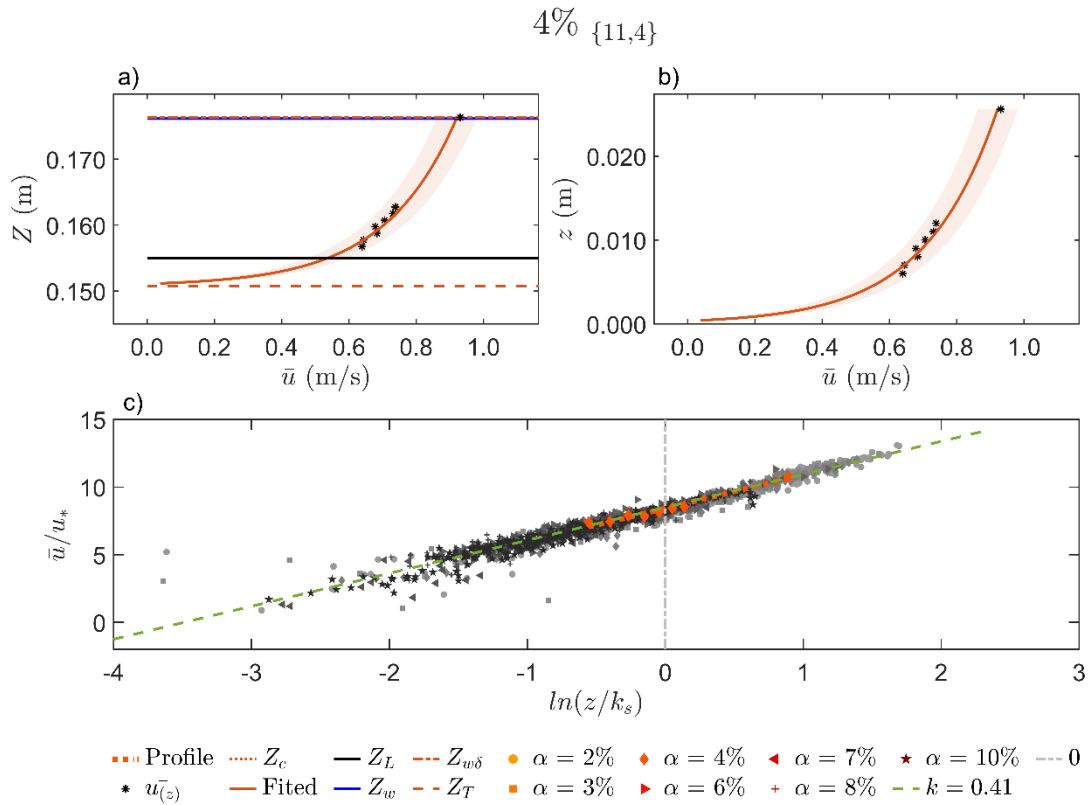 4% {11,4}
a)
b)
0.170
0.160
0.150
Z (m)
0.0 0.2 0.4 0.6 0.8 1.0
ū (m/s)
0.020
0.010
0.000
z (m)
0.0 0.2 0.4 0.6 0.8 1.0
ū (m/s)
c)
15
10
5
0
ū/u*
-4 -3 -2 -1 0 1 2 3
ln(z/ks)
Profile Zc ZL Zwδ α = 2% α = 4% α = 7% α = 10% 0
ū(z) Fited Zw ZT α = 3% α = 6% α = 8% k = 0.41